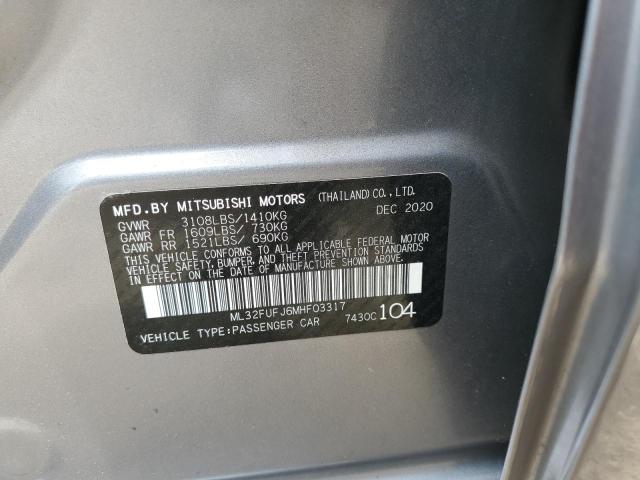 MFD.BY MITSUBISHI MOTORS (THAILAND)CO.,LTD.
GVWR 3108LBS/1410KG DEC 2020
GAWR FR 1609LBS/ 730KG
GAWR RR 1521LBS/ 690KG
THIS VEHICLE CONFORMS TO ALL APPLICABLE FEDERAL MOTOR
VEHICLE SAFETY, BUMPER, AND THEFT PREVENTION STANDARDS
IN EFFECT ON THE DATE OF MANUFACTURE SHOWN ABOVE.
ML32FUFJ6MHF03317
VEHICLE TYPE:PASSENGER CAR 7430C 104